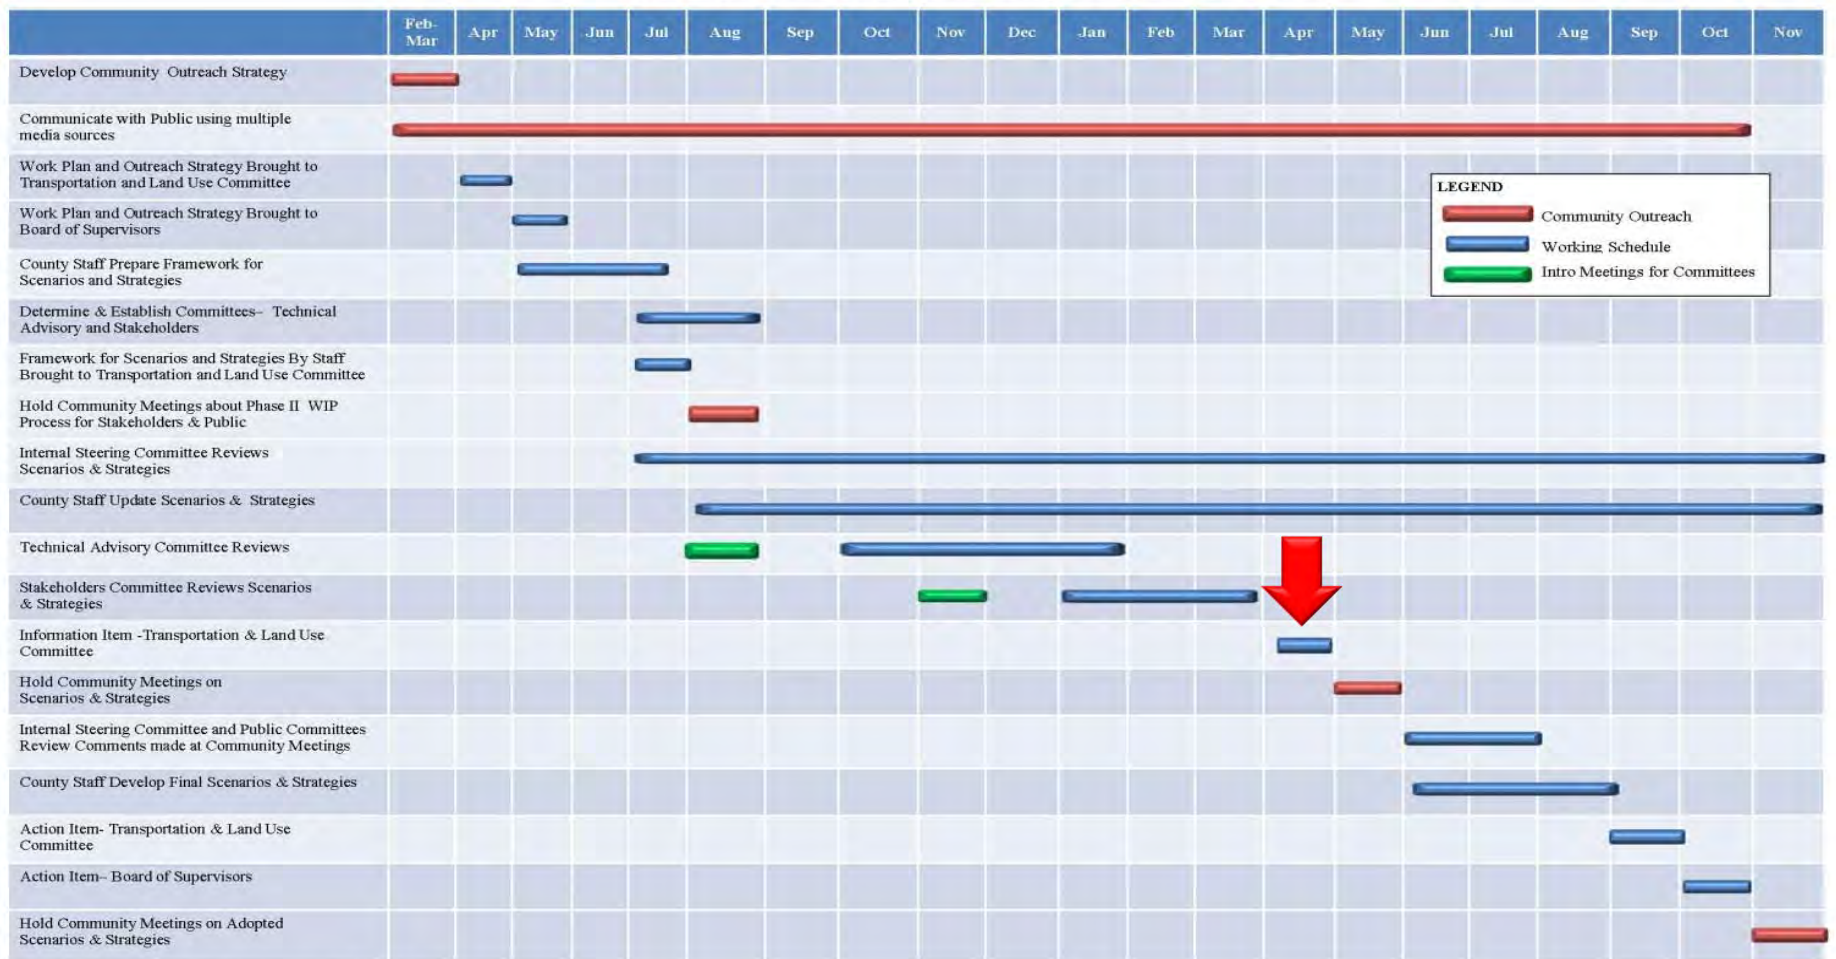 Feb-
Mar
Apr
May
Jun
Jul
Aug
Sep
Oct
Nov
Dec
Jan
Feb
Mar
Apr
May
Jun
Jul
Aug
Sep
Oct
Nov
Develop Community Outreach Strategy
Communicate with Public using multiple
media sources
Work Plan and Outreach Strategy Brought to
Transportation and Land Use Committee
LEGEND
Community Outreach
Working Schedule
Intro Meetings for Committees
Work Plan and Outreach Strategy Brought to
Board of Supervisors
County Staff Prepare Framework for
Scenarios and Strategies
Determine & Establish Committees– Technical
Advisory and Stakeholders
Framework for Scenarios and Strategies By Staff
Brought to Transportation and Land Use Committee
Hold Community Meetings about Phase II WIP
Process for Stakeholders & Public
Internal Steering Committee Reviews
Scenarios & Strategies
County Staff Update Scenarios & Strategies
Technical Advisory Committee Reviews
Stakeholders Committee Reviews Scenarios
& Strategies
Information Item -Transportation & Land Use
Committee
Hold Community Meetings on
Scenarios & Strategies
Internal Steering Committee and Public Committees
Review Comments made at Community Meetings
County Staff Develop Final Scenarios & Strategies
Action Item- Transportation & Land Use
Committee
Action Item– Board of Supervisors
Hold Community Meetings on Adopted
Scenarios & Strategies